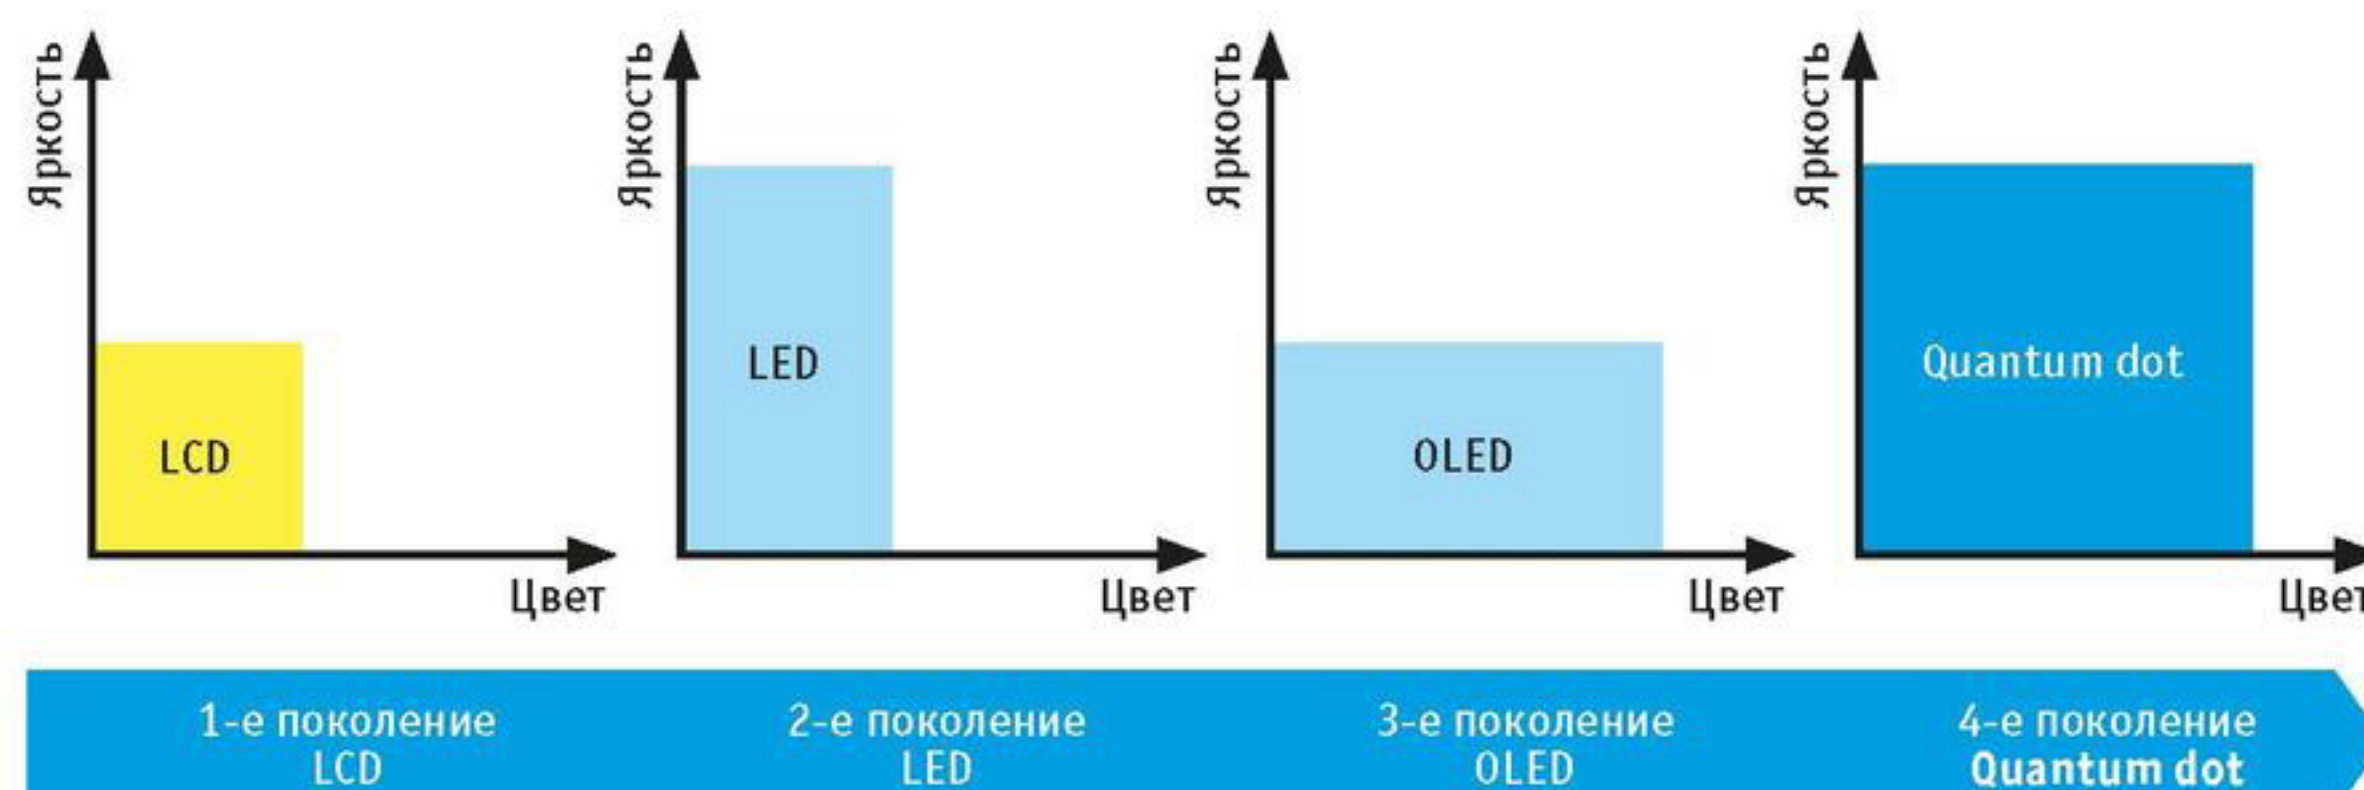 Яркость
LCD
Цвет
Яркость
LED
Цвет
Яркость
OLED
Цвет
Яркость
Quantum dot
Цвет
1-е поколение
LCD
2-е поколение
LED
3-е поколение
OLED
4-е поколение
Quantum dot